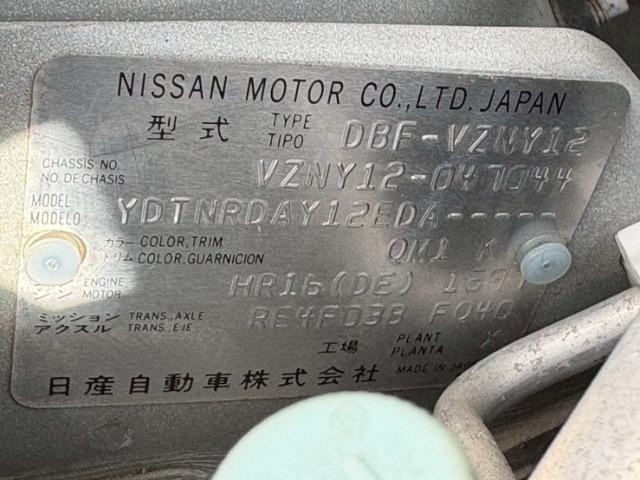 NISSAN MOTOR CO.,LTD. JAPAN
型式 TYPE TIPO DBF-VZNY12
CHASSIS NO. NO. DE CHASIS VZNY12-047044
MODEL MODELO YDTNRDAY12EDA-----
カラー COLOR,TRIM
トリム COLOR,GUARNICION QM1 K
ENGINE MOTOR HR16(DE) 1597
ミッション TRANS.,AXLE
アクスル TRANS.,EJE RE4F03B F040
工場 PLANT PLANTA X
日産自動車株式会社 MADE IN